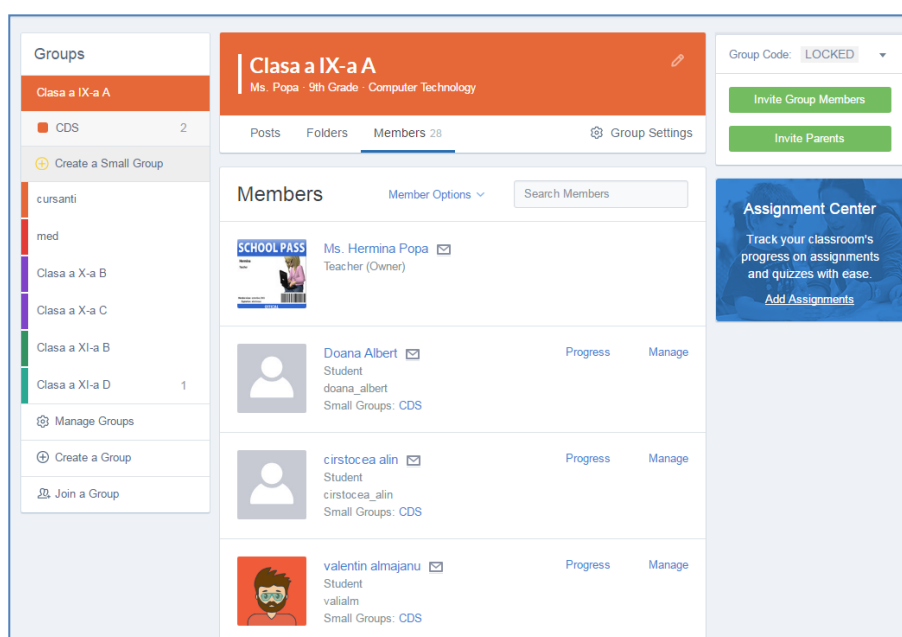 Groups
Clasa a IX-a A
CDS 2
Create a Small Group
cursanti
med
Clasa a X-a B
Clasa a X-a C
Clasa a XI-a B
Clasa a XI-a D 1
Manage Groups
Create a Group
Join a Group
Clasa a IX-a A
Ms. Popa · 9th Grade · Computer Technology
Posts Folders Members 28 Group Settings
Members Member Options Search Members
SCHOOL PASS
Ms. Hermina Popa
Teacher (Owner)
Doana Albert Progress Manage
Student
doana_albert
Small Groups: CDS
cirstocea alin Progress Manage
Student
cirstocea_alin
Small Groups: CDS
valentin almajanu Progress Manage
Student
valialm
Small Groups: CDS
Group Code: LOCKED
Invite Group Members
Invite Parents
Assignment Center
Track your classroom's
progress on assignments
and quizzes with ease.
Add Assignments